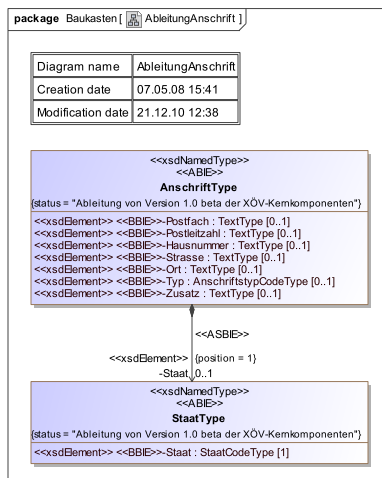 package Baukasten [ AbleitungAnschrift ]
Diagram name AbleitungAnschrift
Creation date 07.05.08 15:41
Modification date 21.12.10 12:38
<<xsdNamedType>>
<<ABIE>>
AnschriftType
{status = "Ableitung von Version 1.0 beta der XÖV-Kernkomponenten"}
<<xsdElement>> <<BBIE>>-Postfach : TextType [0..1]
<<xsdElement>> <<BBIE>>-Postleitzahl : TextType [0..1]
<<xsdElement>> <<BBIE>>-Hausnummer : TextType [0..1]
<<xsdElement>> <<BBIE>>-Strasse : TextType [0..1]
<<xsdElement>> <<BBIE>>-Ort : TextType [0..1]
<<xsdElement>> <<BBIE>>-Typ : AnschriftstypCodeType [0..1]
<<xsdElement>> <<BBIE>>-Zusatz : TextType [0..1]
<<ASBIE>>
<<xsdElement>> {position = 1}
-Staat 0..1
<<xsdNamedType>>
<<ABIE>>
StaatType
{status = "Ableitung von Version 1.0 beta der XÖV-Kernkomponenten"}
<<xsdElement>> <<BBIE>>-Staat : StaatCodeType [1]